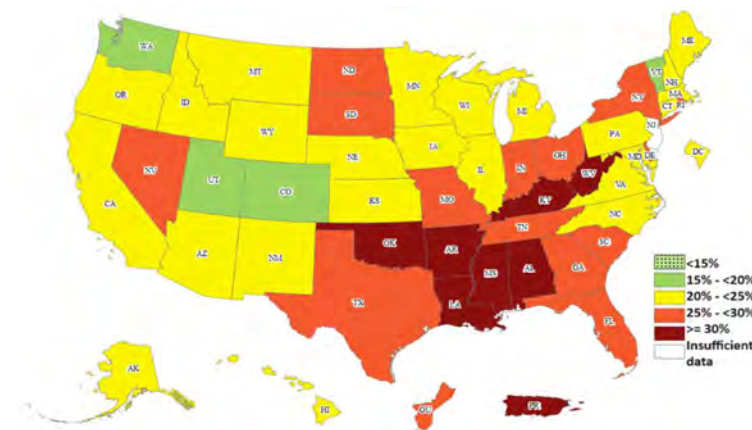 WA
MT
ND
MN
ME
VT
NH
OR
ID
SD
WI
MI
NY
MA
CT
RI
WY
IA
PA
NJ
NV
NE
IL
IN
OH
MD
DE
DC
CA
UT
CO
KS
MO
KY
WV
VA
NC
TN
AZ
NM
OK
AR
SC
MS
AL
GA
TX
LA
FL
AK
HI
GU
PR
<15%
15% - <20%
20% - <25%
25% - <30%
>= 30%
Insufficient
data